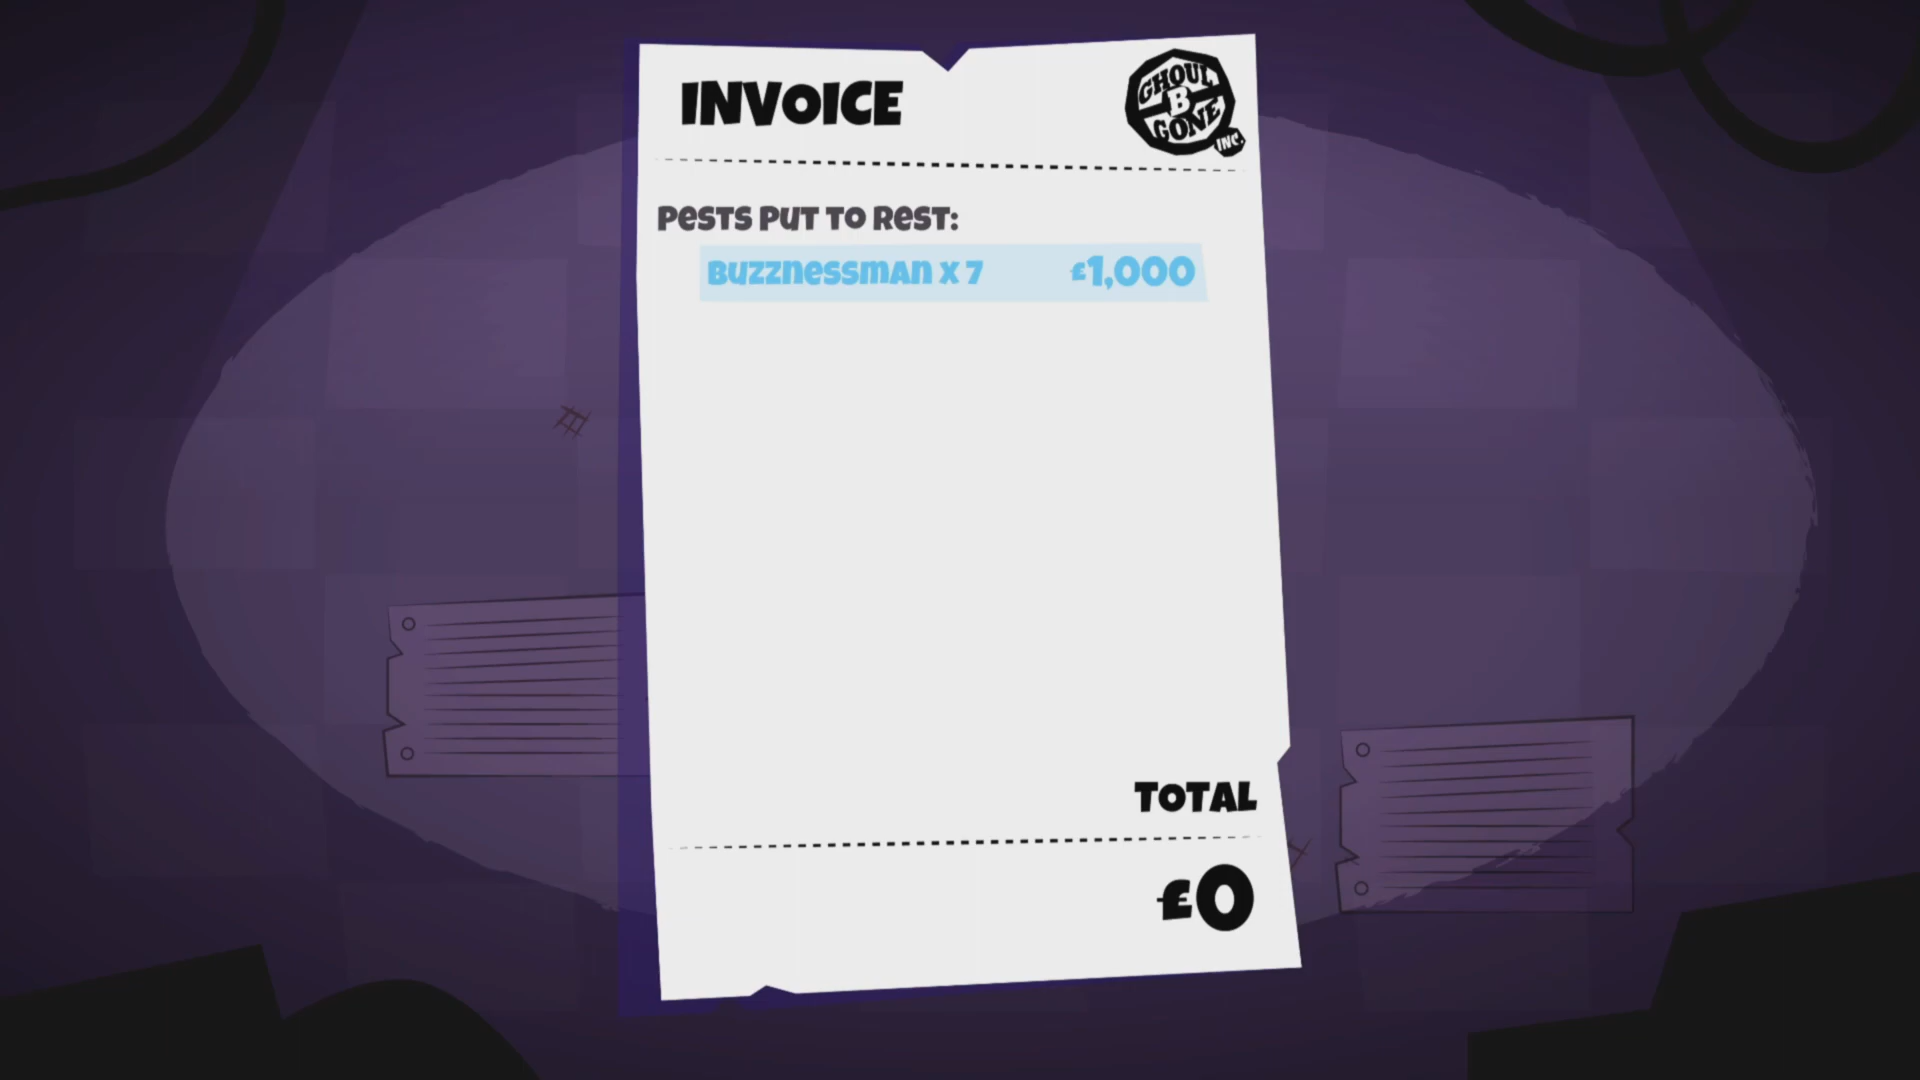 INVOICE
GHOUL
B
GONE
INC.
PESTS PUT TO REST:
BUZZNESSMAN X 7 £1,000
TOTAL
£0